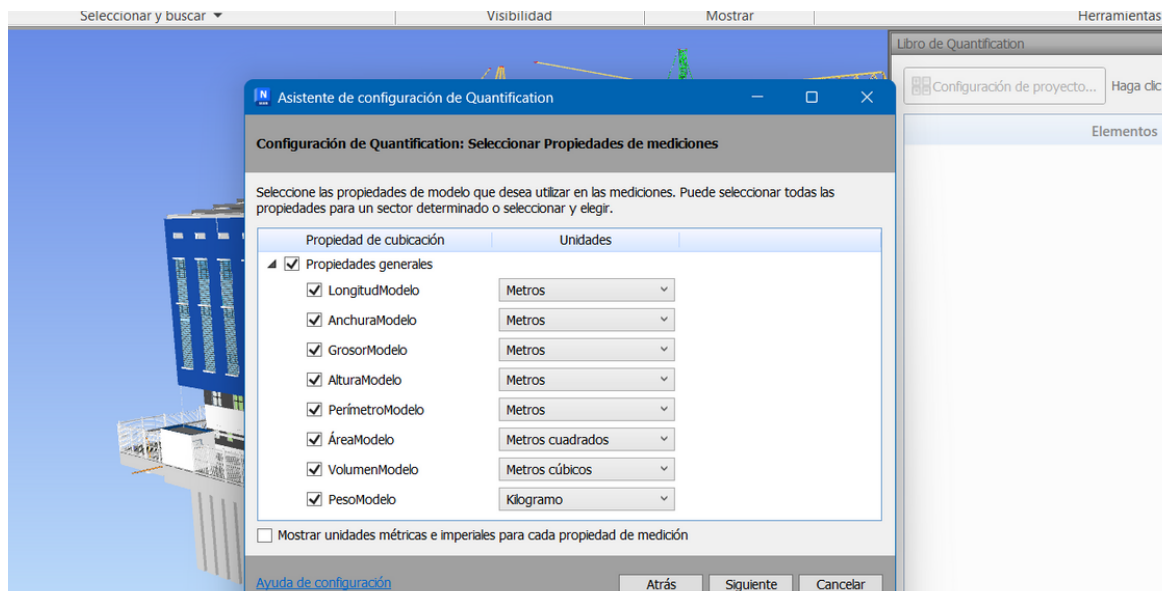 Seleccionar y buscar ▼ Visibilidad Mostrar Herramientas
Libro de Quantification
Configuración de proyecto... Haga clic
Elementos
Asistente de configuración de Quantification
Configuración de Quantification: Seleccionar Propiedades de mediciones
Seleccione las propiedades de modelo que desea utilizar en las mediciones. Puede seleccionar todas las
propiedades para un sector determinado o seleccionar y elegir.
Propiedad de cubicación Unidades
Propiedades generales
LongitudModelo Metros
AnchuraModelo Metros
GrosorModelo Metros
AlturaModelo Metros
PerímetroModelo Metros
ÁreaModelo Metros cuadrados
VolumenModelo Metros cúbicos
PesoModelo Kilogramo
Mostrar unidades métricas e imperiales para cada propiedad de medición
Ayuda de configuración Atrás Siguiente Cancelar